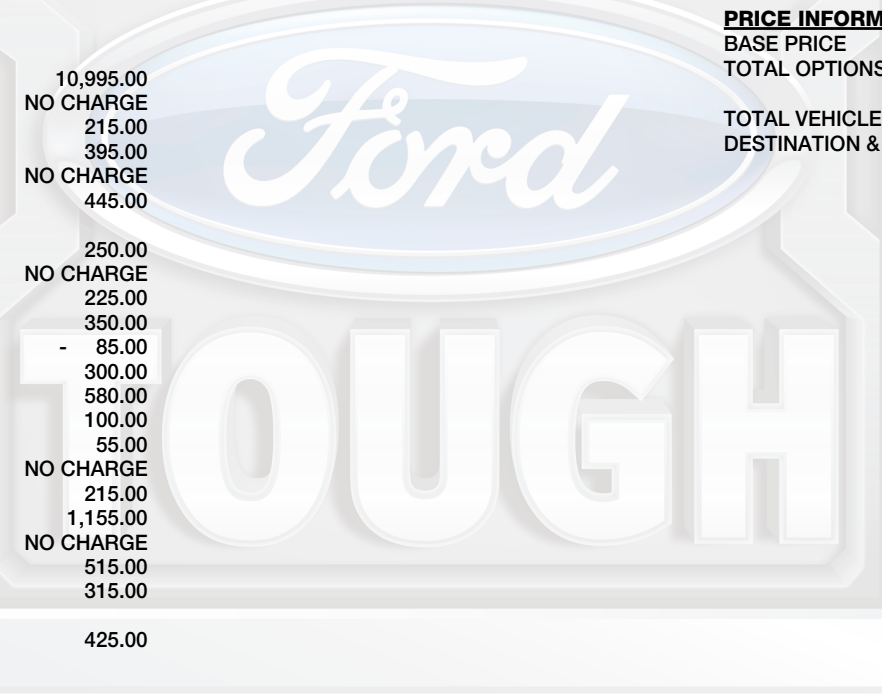 PRICE INFORM
BASE PRICE
TOTAL OPTIONS
TOTAL VEHICLE
DESTINATION &
10,995.00
NO CHARGE
215.00
395.00
NO CHARGE
445.00
250.00
NO CHARGE
225.00
350.00
- 85.00
300.00
580.00
100.00
55.00
NO CHARGE
215.00
1,155.00
NO CHARGE
515.00
315.00
425.00
Ford
TOUGH